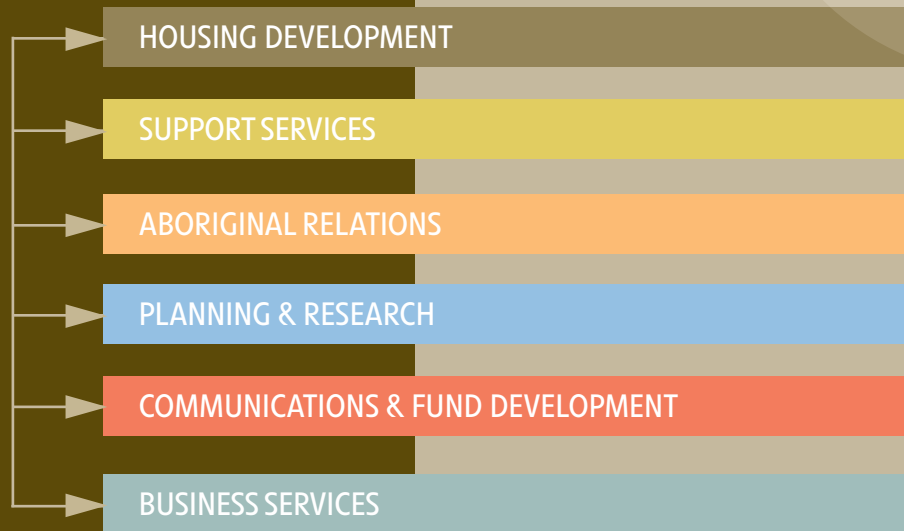 HOUSING DEVELOPMENT
SUPPORT SERVICES
ABORIGINAL RELATIONS
PLANNING & RESEARCH
COMMUNICATIONS & FUND DEVELOPMENT
BUSINESS SERVICES